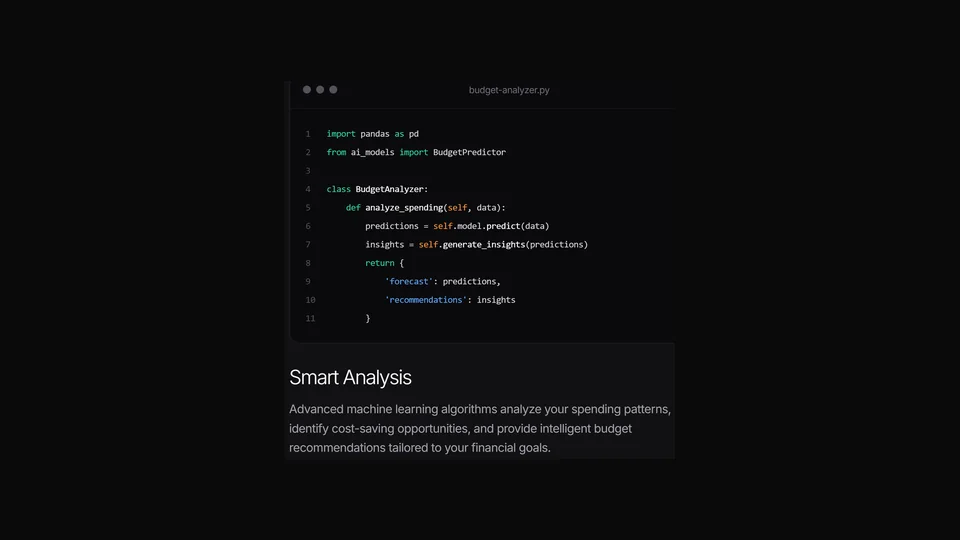 budget-analyzer.py
1 import pandas as pd
2 from ai_models import BudgetPredictor
3
4 class BudgetAnalyzer:
5     def analyze_spending(self, data):
6         predictions = self.model.predict(data)
7         insights = self.generate_insights(predictions)
8         return {
9             'forecast': predictions,
10             'recommendations': insights
11         }
Smart Analysis
Advanced machine learning algorithms analyze your spending patterns,
identify cost-saving opportunities, and provide intelligent budget
recommendations tailored to your financial goals.